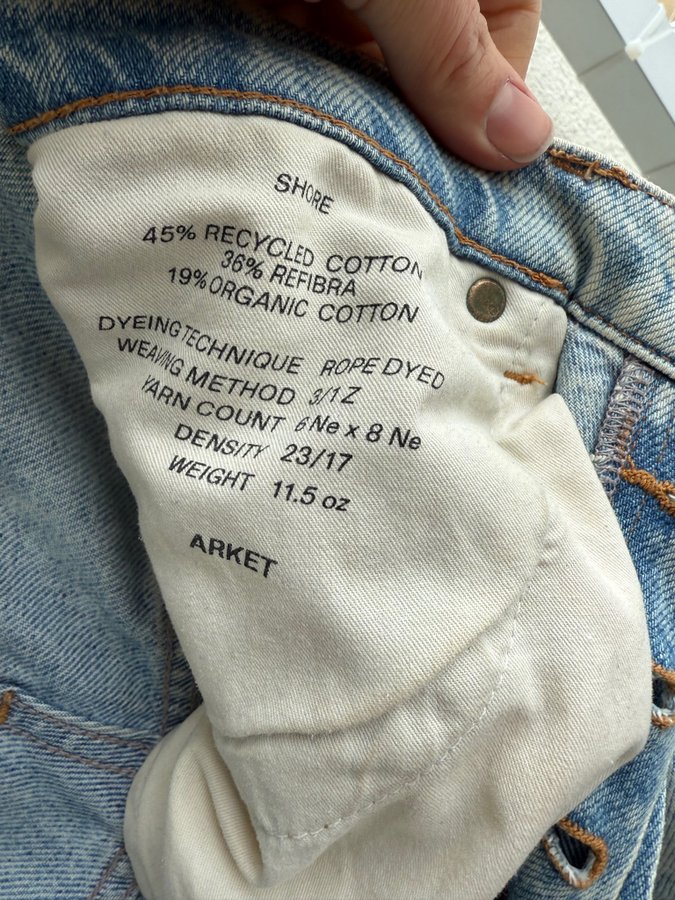 SHORE
45% RECYCLED COTTON
36% REFIBRA
19% ORGANIC COTTON
DYEING TECHNIQUE ROPE DYED
WEAVING METHOD 3/1 Z
YARN COUNT 6 Ne x 8 Ne
DENSITY 23/17
WEIGHT 11.5 oz
ARKET